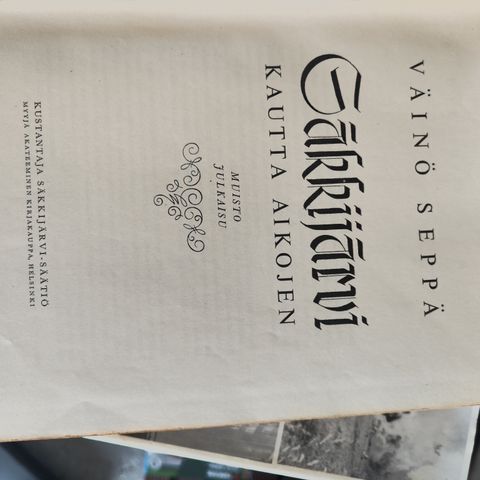 VÄINÖ SEPPÄ
Säkkijärvi
KAUTTA AIKOJEN
MUISTO
JULKAISU
KUSTANTAJA SÄKKIJÄRVI-SÄÄTIÖ
MYYJÄ AKATEEMINEN KIRJAKAUPPA, HELSINKI